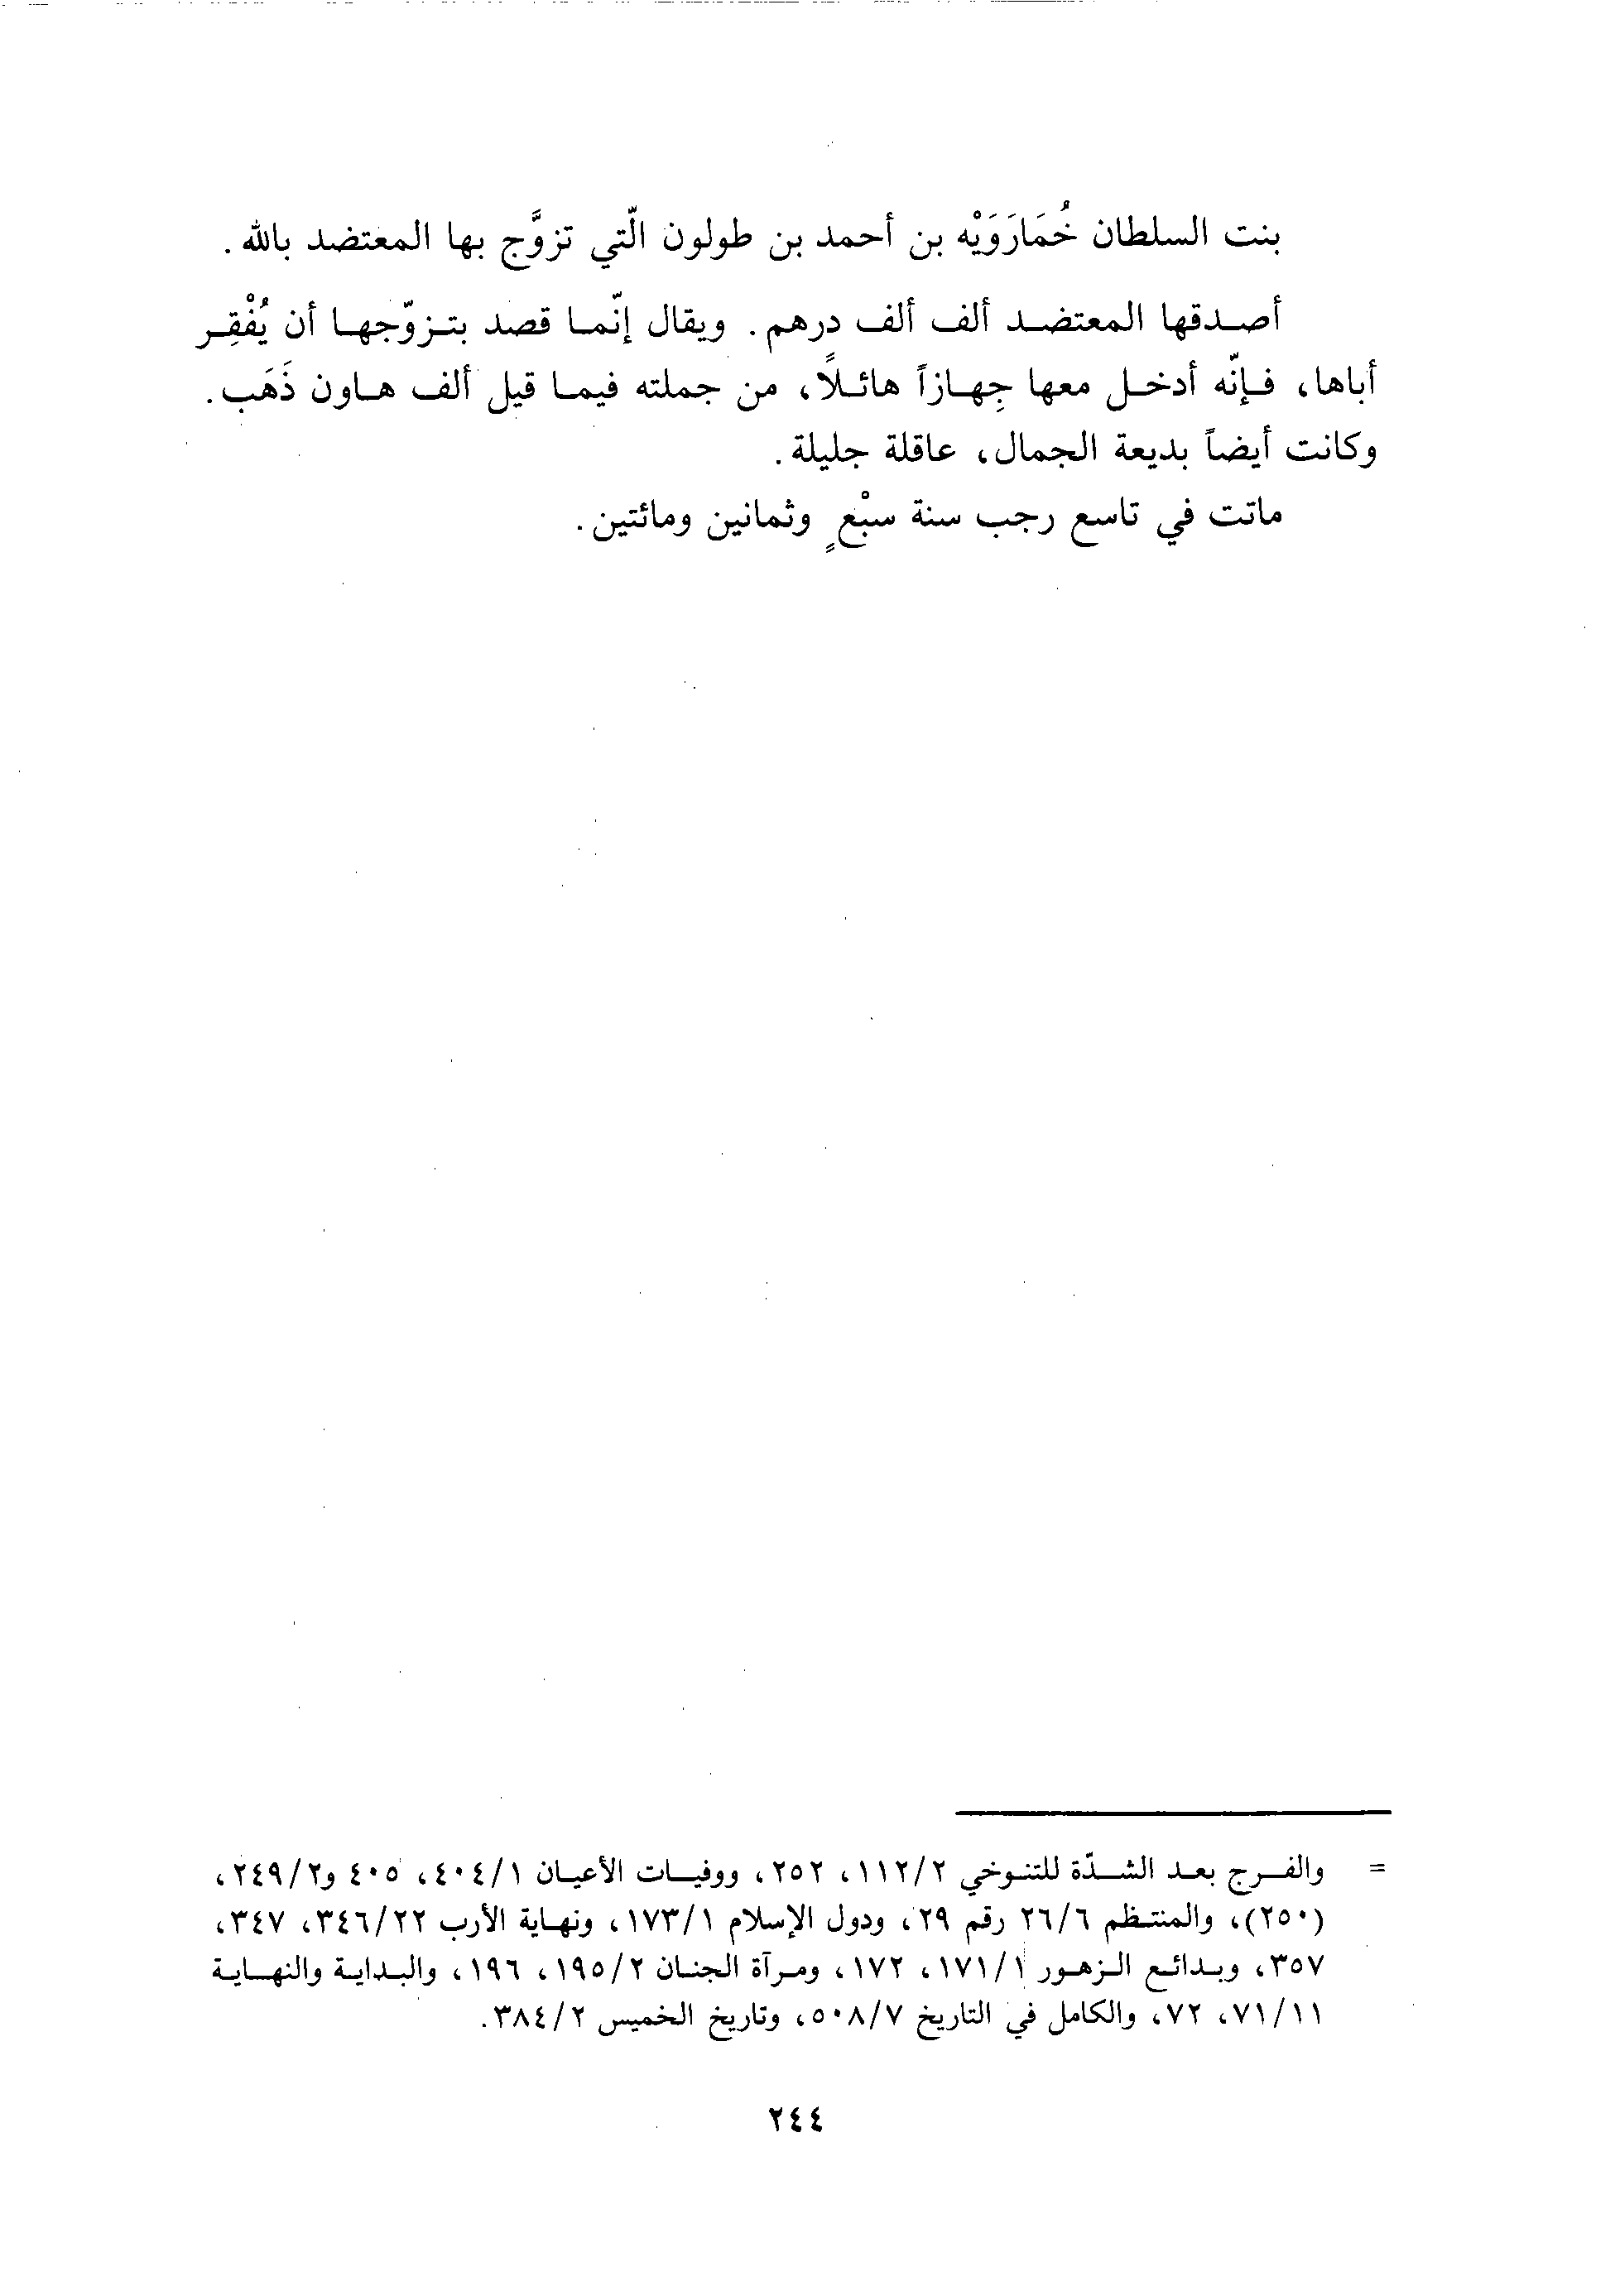 بنت السلطان خُمَارَوَيْه بن أحمد بن طولون الّتي تزوَّج بها المعتضد بالله.
أصدقها المعتضد ألف ألف درهم. ويقال إنّما قصد بتزوّجها أن يُفْقِر
أباها، فإنّه أدخل معها جِهازاً هائلاً، من جملته فيما قيل ألف هاون ذَهَب.
وكانت أيضاً بديعة الجمال، عاقلة جليلة.
ماتت في تاسع رجب سنة سبْعٍ وثمانين ومائتين.
= والفرج بعد الشدّة للتنوخي ١١٢/٢، ٢٥٢، ووفيات الأعيان ٤٠٤/١، ٤٠٥ و٢٤٩/٢،
(٢٥٠)، والمنتظم ٢٦/٦ رقم ٢٩، ودول الإسلام ١٧٣/١، ونهاية الأرب ٣٤٦/٢٢، ٣٤٧،
٣٥٧، وبدائع الزهور ١٧١/١، ١٧٢، ومرآة الجنان ١٩٥/٢، ١٩٦، والبداية والنهاية
٧١/١١، ٧٢، والكامل في التاريخ ٥٠٨/٧، وتاريخ الخميس ٣٨٤/٢.
٢٤٤